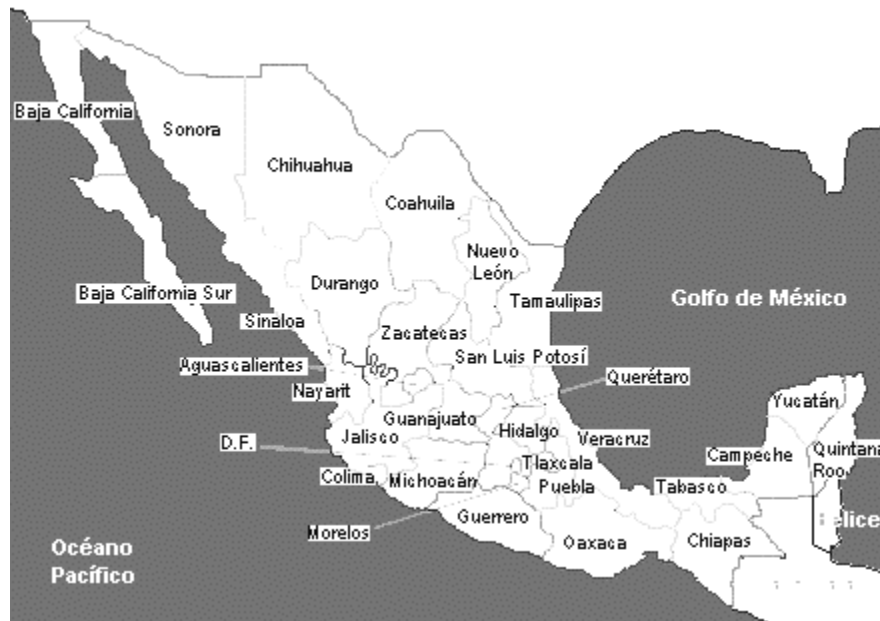 Baja California
Sonora
Chihuahua
Coahuila
Nuevo
León
Durango
Baja California Sur
Tamaulipas
Golfo de México
Sinaloa
Zacatecas
San Luis Potosí
Aguascalientes
Querétaro
Nayarit
Yucatán
Guanajuato
Hidalgo
Jalisco
Veracruz
D.F.
Campeche
Quintana
Roo
Tlaxcala
Colima
Michoacán
Puebla
Tabasco
Guerrero
Morelos
Oaxaca
Chiapas
Océano
Pacífico